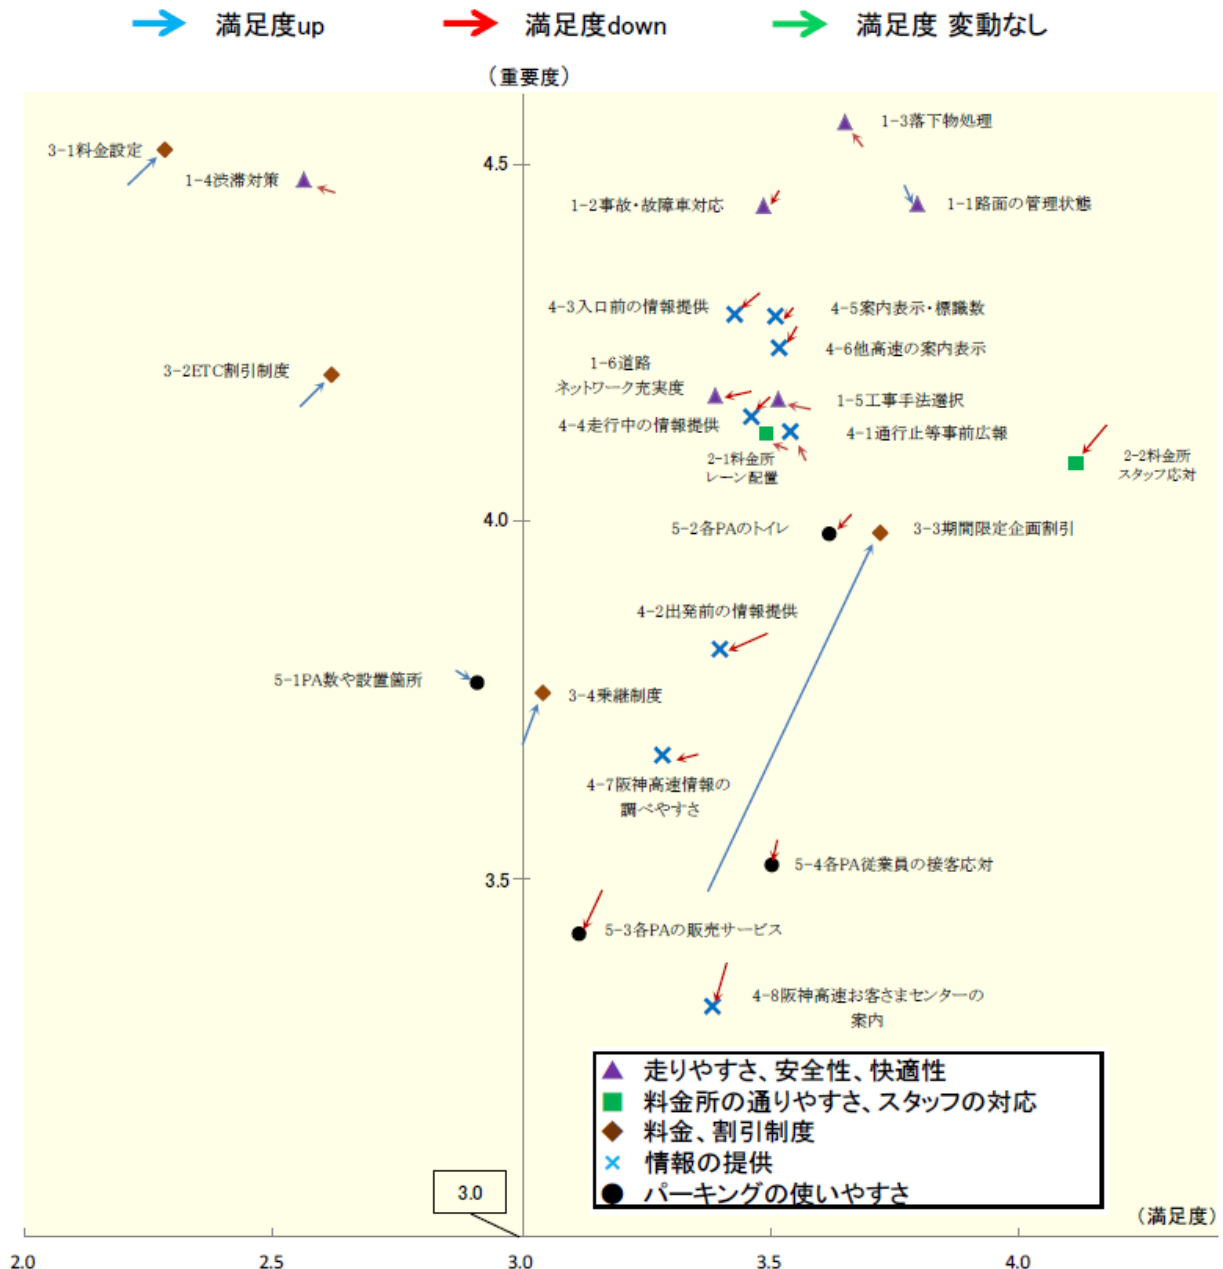 満足度up
満足度down
満足度 変動なし
（重要度）
1-3落下物処理
3-1料金設定
4.5
1-4渋滞対策
1-2事故・故障車対応
1-1路面の管理状態
4-3入口前の情報提供
4-5案内表示・標識数
4-6他高速の案内表示
1-6道路
ネットワーク充実度
3-2ETC割引制度
1-5工事手法選択
4-4走行中の情報提供
4-1通行止等事前広報
2-1料金所
レーン配置
2-2料金所
スタッフ応対
4.0
5-2各PAのトイレ
3-3期間限定企画割引
4-2出発前の情報提供
5-1PA数や設置箇所
3-4乗継制度
4-7阪神高速情報の
調べやすさ
5-4各PA従業員の接客応対
3.5
5-3各PAの販売サービス
4-8阪神高速お客さまセンターの
案内
走りやすさ、安全性、快適性
料金所の通りやすさ、スタッフの対応
料金、割引制度
情報の提供
パーキングの使いやすさ
3.0
（満足度）
2.0
2.5
3.0
3.5
4.0